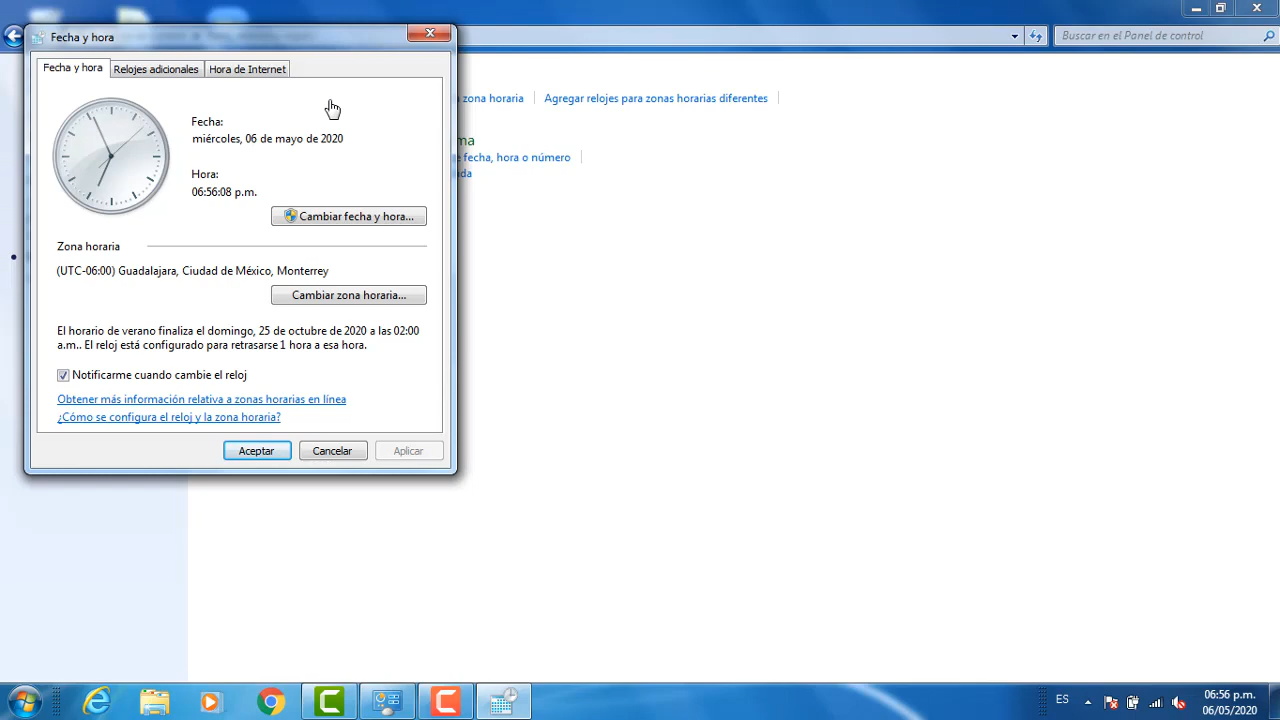 Fecha y hora
Buscar en el Panel de control
Fecha y hora
Relojes adicionales
Hora de Internet
zona horaria
Agregar relojes para zonas horarias diferentes
Fecha:
miércoles, 06 de mayo de 2020
ma
fecha, hora o número
Hora:
06:56:08 p.m.
Cambiar fecha y hora...
Zona horaria
(UTC-06:00) Guadalajara, Ciudad de México, Monterrey
Cambiar zona horaria...
El horario de verano finaliza el domingo, 25 de octubre de 2020 a las 02:00
a.m.. El reloj está configurado para retrasarse 1 hora a esa hora.
Notificarme cuando cambie el reloj
Obtener más información relativa a zonas horarias en línea
¿Cómo se configura el reloj y la zona horaria?
Aceptar
Cancelar
Aplicar
ES
06:56 p.m.
06/05/2020